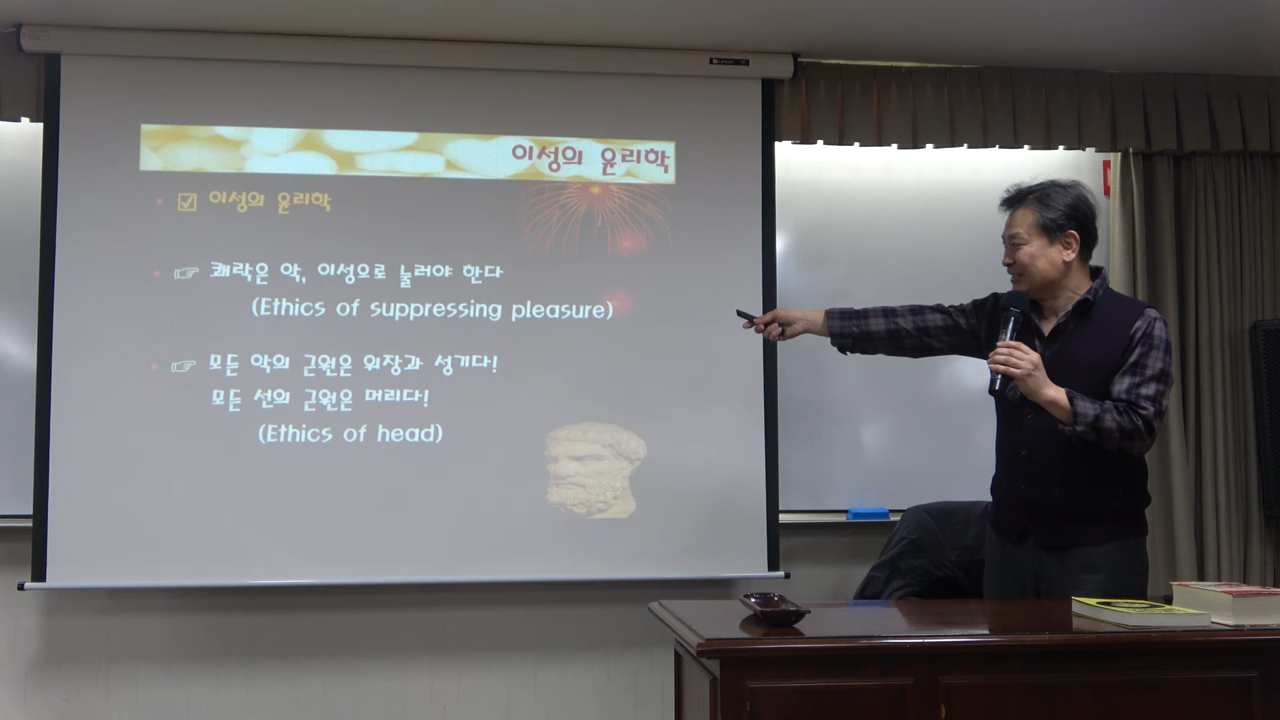 이성의 윤리학
이성의 윤리학
쾌락은 악, 이성으로 눌러야 한다
(Ethics of suppressing pleasure)
모든 악의 근원은 위장과 성기다!
모든 선의 근원은 머리다!
(Ethics of head)